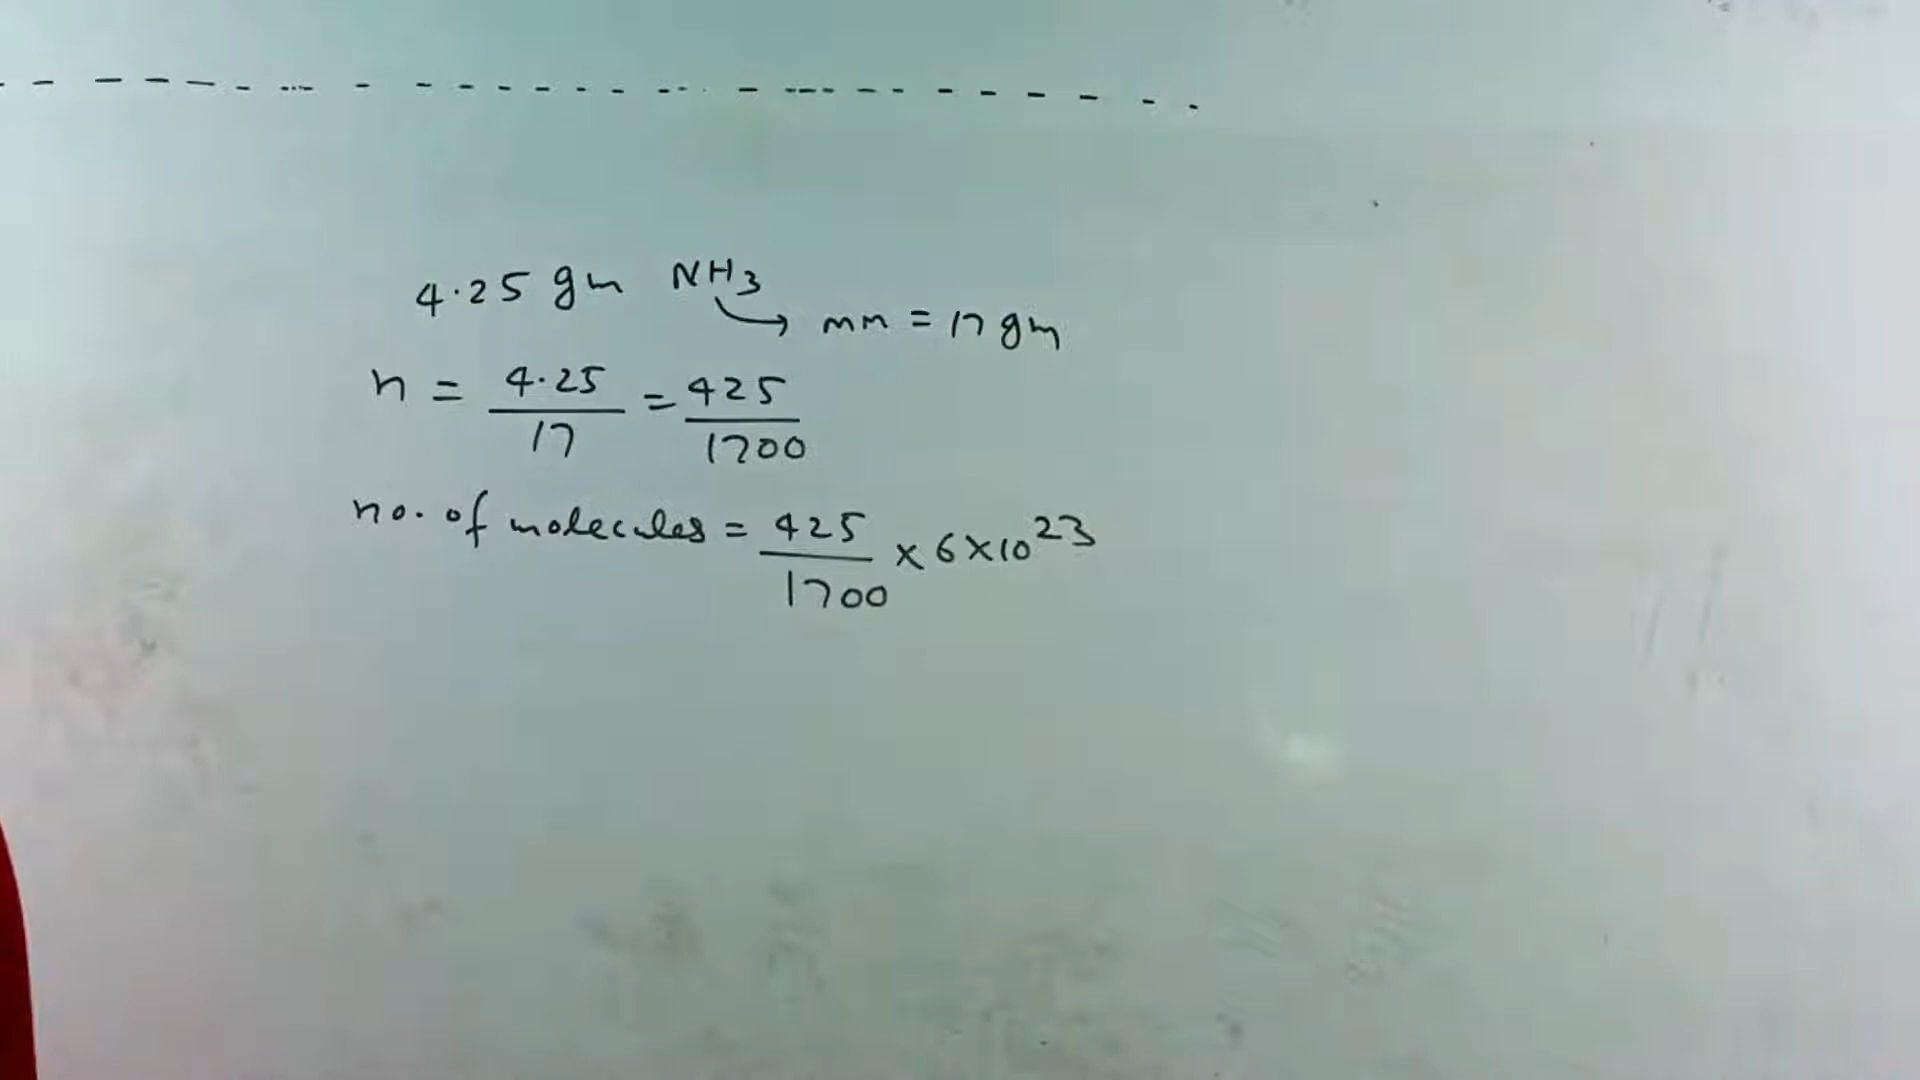 4.25 gm NH3
mm = 17 gm
n = 4.25/17 = 425/1700
no. of molecules = 425/1700 × 6×10^23